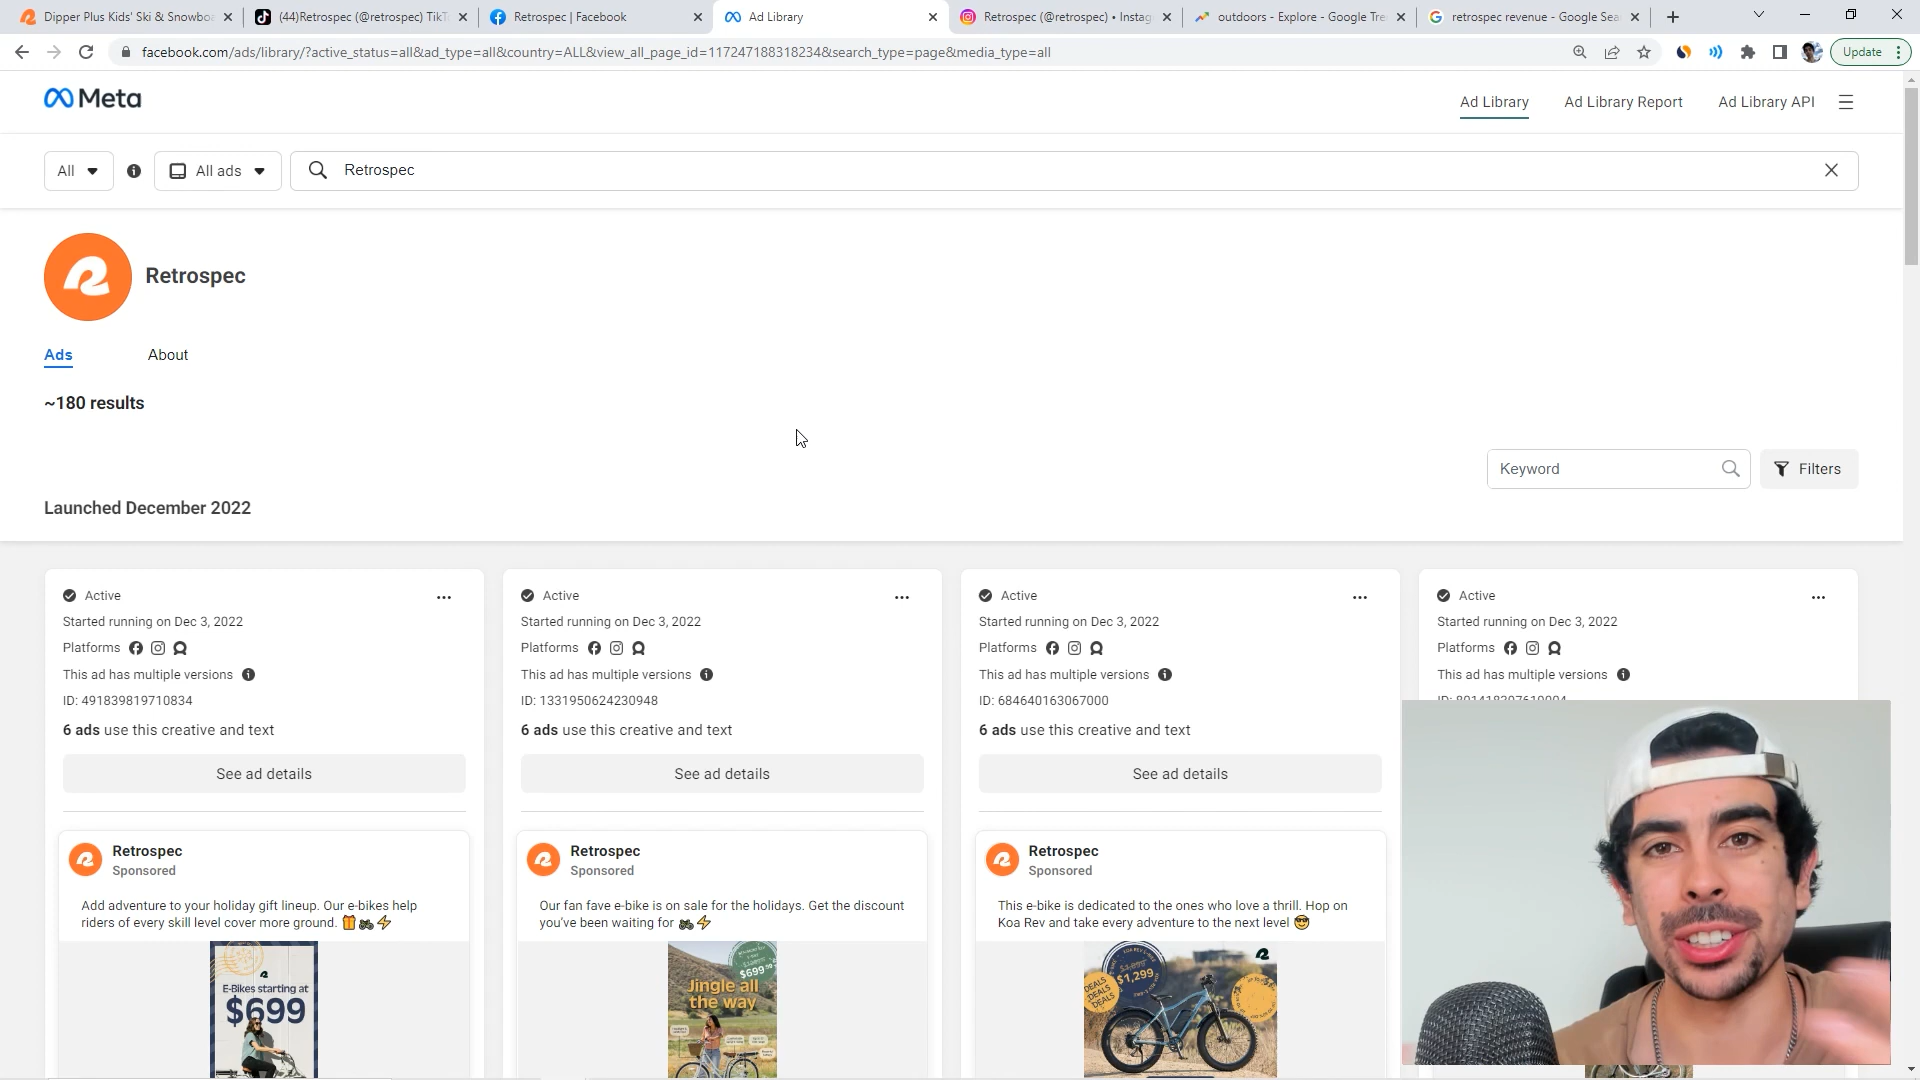 Dipper Plus Kids' Ski & Snowboa
(44)Retrospec (@retrospec) TikT
Retrospec | Facebook
Ad Library
Retrospec (@retrospec) • Instag
outdoors - Explore - Google Tre
retrospec revenue - Google Sea
facebook.com/ads/library/?active_status=all&ad_type=all&country=ALL&view_all_page_id=117247188318234&search_type=page&media_type=all
Update
Meta
Ad Library
Ad Library Report
Ad Library API
All
All ads
Retrospec
Retrospec
Ads
About
~180 results
Keyword
Filters
Launched December 2022
Active
Started running on Dec 3, 2022
Platforms
This ad has multiple versions
ID: 491839819710834
6 ads use this creative and text
See ad details
Retrospec
Sponsored
Add adventure to your holiday gift lineup. Our e-bikes help
riders of every skill level cover more ground. 🎁🚲⚡
E-Bikes starting at
$699
Active
Started running on Dec 3, 2022
Platforms
This ad has multiple versions
ID: 1331950624230948
6 ads use this creative and text
See ad details
Retrospec
Sponsored
Our fan fave e-bike is on sale for the holidays. Get the discount
you've been waiting for 🚲⚡
Jingle all
the way
Active
Started running on Dec 3, 2022
Platforms
This ad has multiple versions
ID: 684640163067000
6 ads use this creative and text
See ad details
Retrospec
Sponsored
This e-bike is dedicated to the ones who love a thrill. Hop on
Koa Rev and take every adventure to the next level 😎
$1,299
DEALS
DEALS
DEALS
Active
Started running on Dec 3, 2022
Platforms
This ad has multiple versions